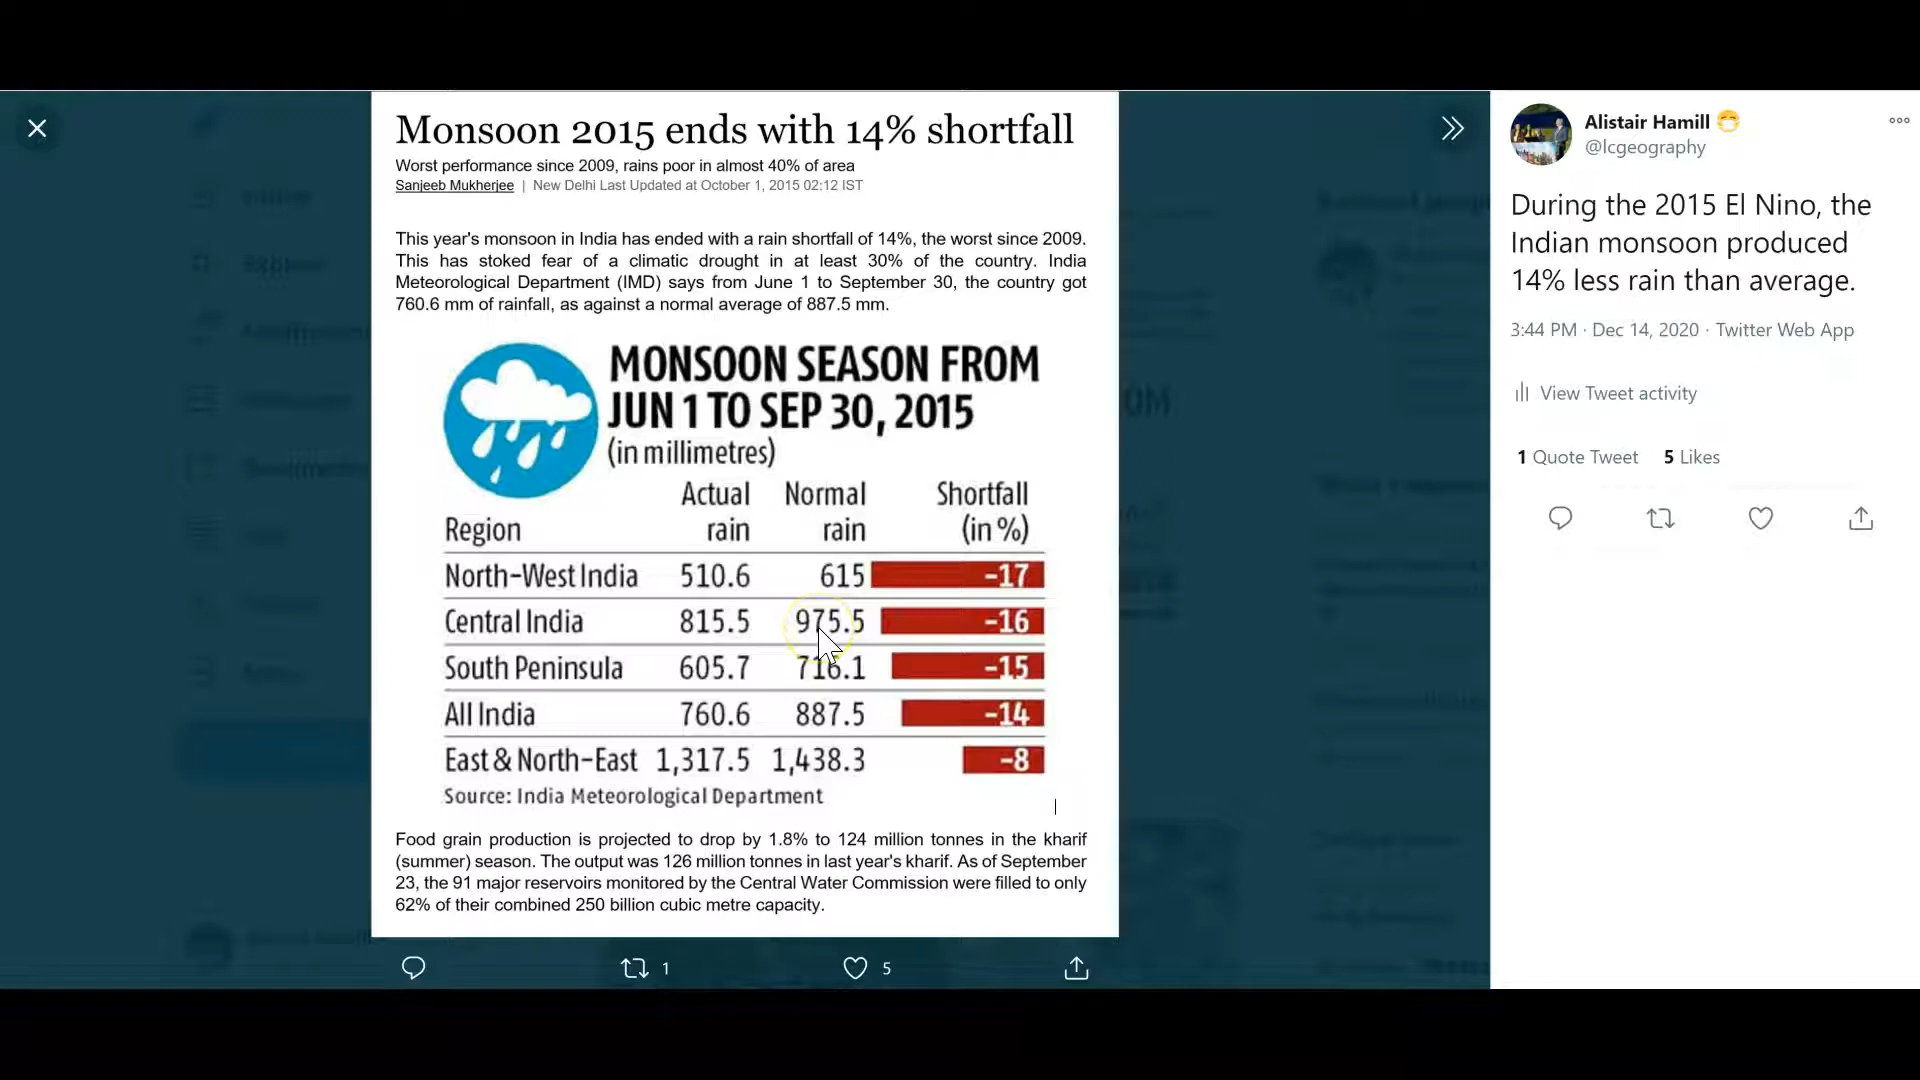 Monsoon 2015 ends with 14% shortfall
Worst performance since 2009, rains poor in almost 40% of area
Sanjeeb Mukherjee | New Delhi Last Updated at October 1, 2015 02:12 IST
This year's monsoon in India has ended with a rain shortfall of 14%, the worst since 2009.
This has stoked fear of a climatic drought in at least 30% of the country. India
Meteorological Department (IMD) says from June 1 to September 30, the country got
760.6 mm of rainfall, as against a normal average of 887.5 mm.
MONSOON SEASON FROM
JUN 1 TO SEP 30, 2015
(in millimetres)
Actual Normal Shortfall
Region rain rain (in %)
North-West India 510.6 615 -17
Central India 815.5 975.5 -16
South Peninsula 605.7 716.1 -15
All India 760.6 887.5 -14
East & North-East 1,317.5 1,438.3 -8
Source: India Meteorological Department
Food grain production is projected to drop by 1.8% to 124 million tonnes in the kharif
(summer) season. The output was 126 million tonnes in last year's kharif. As of September
23, the 91 major reservoirs monitored by the Central Water Commission were filled to only
62% of their combined 250 billion cubic metre capacity.
1 5
Alistair Hamill
@lcgeography
During the 2015 El Nino, the
Indian monsoon produced
14% less rain than average.
3:44 PM · Dec 14, 2020 · Twitter Web App
View Tweet activity
1 Quote Tweet 5 Likes